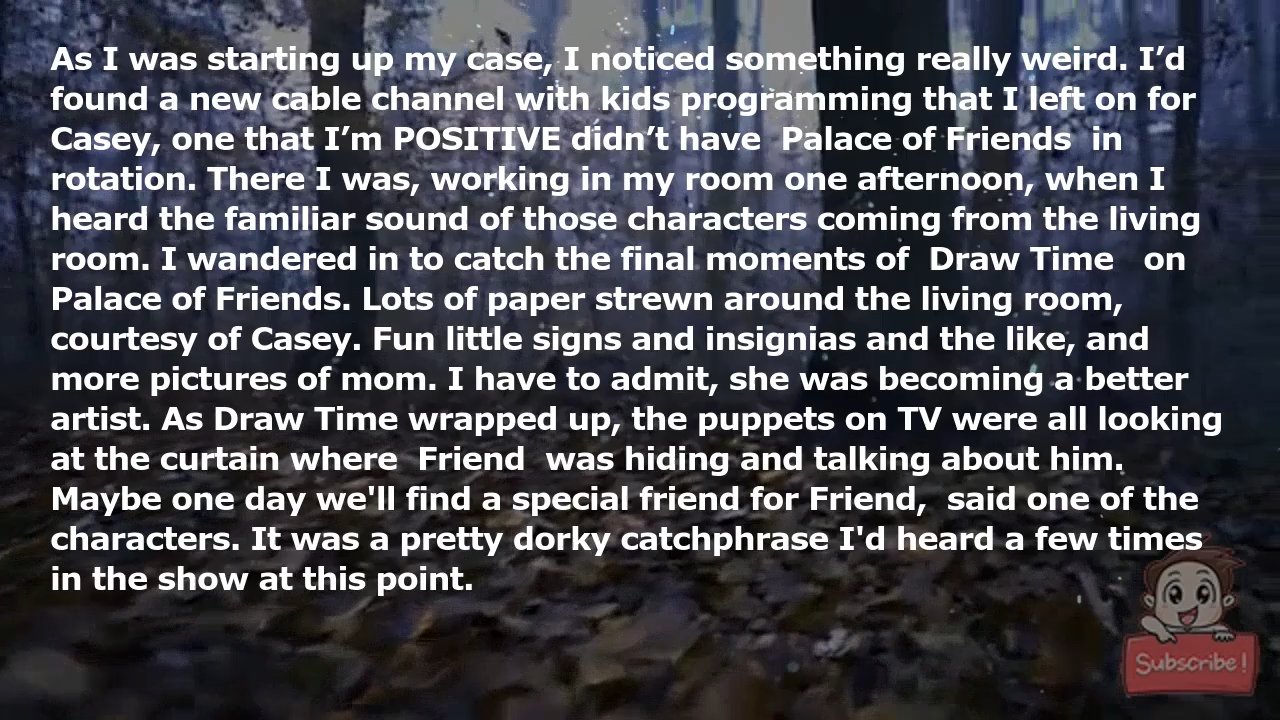 As I was starting up my case, I noticed something really weird. I’d
found a new cable channel with kids programming that I left on for
Casey, one that I’m POSITIVE didn’t have  Palace of Friends  in
rotation. There I was, working in my room one afternoon, when I
heard the familiar sound of those characters coming from the living
room. I wandered in to catch the final moments of  Draw Time   on
Palace of Friends. Lots of paper strewn around the living room,
courtesy of Casey. Fun little signs and insignias and the like, and
more pictures of mom. I have to admit, she was becoming a better
artist. As Draw Time wrapped up, the puppets on TV were all looking
at the curtain where  Friend  was hiding and talking about him.
Maybe one day we'll find a special friend for Friend,  said one of the
characters. It was a pretty dorky catchphrase I'd heard a few times
in the show at this point.
Subscribe!